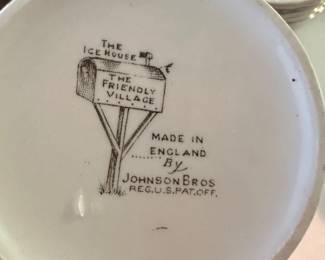 THE
ICE HOUSE
THE
FRIENDLY
VILLAGE
MADE IN
ENGLAND
By
JOHNSON BROS
REG.U.S.PAT.OFF.